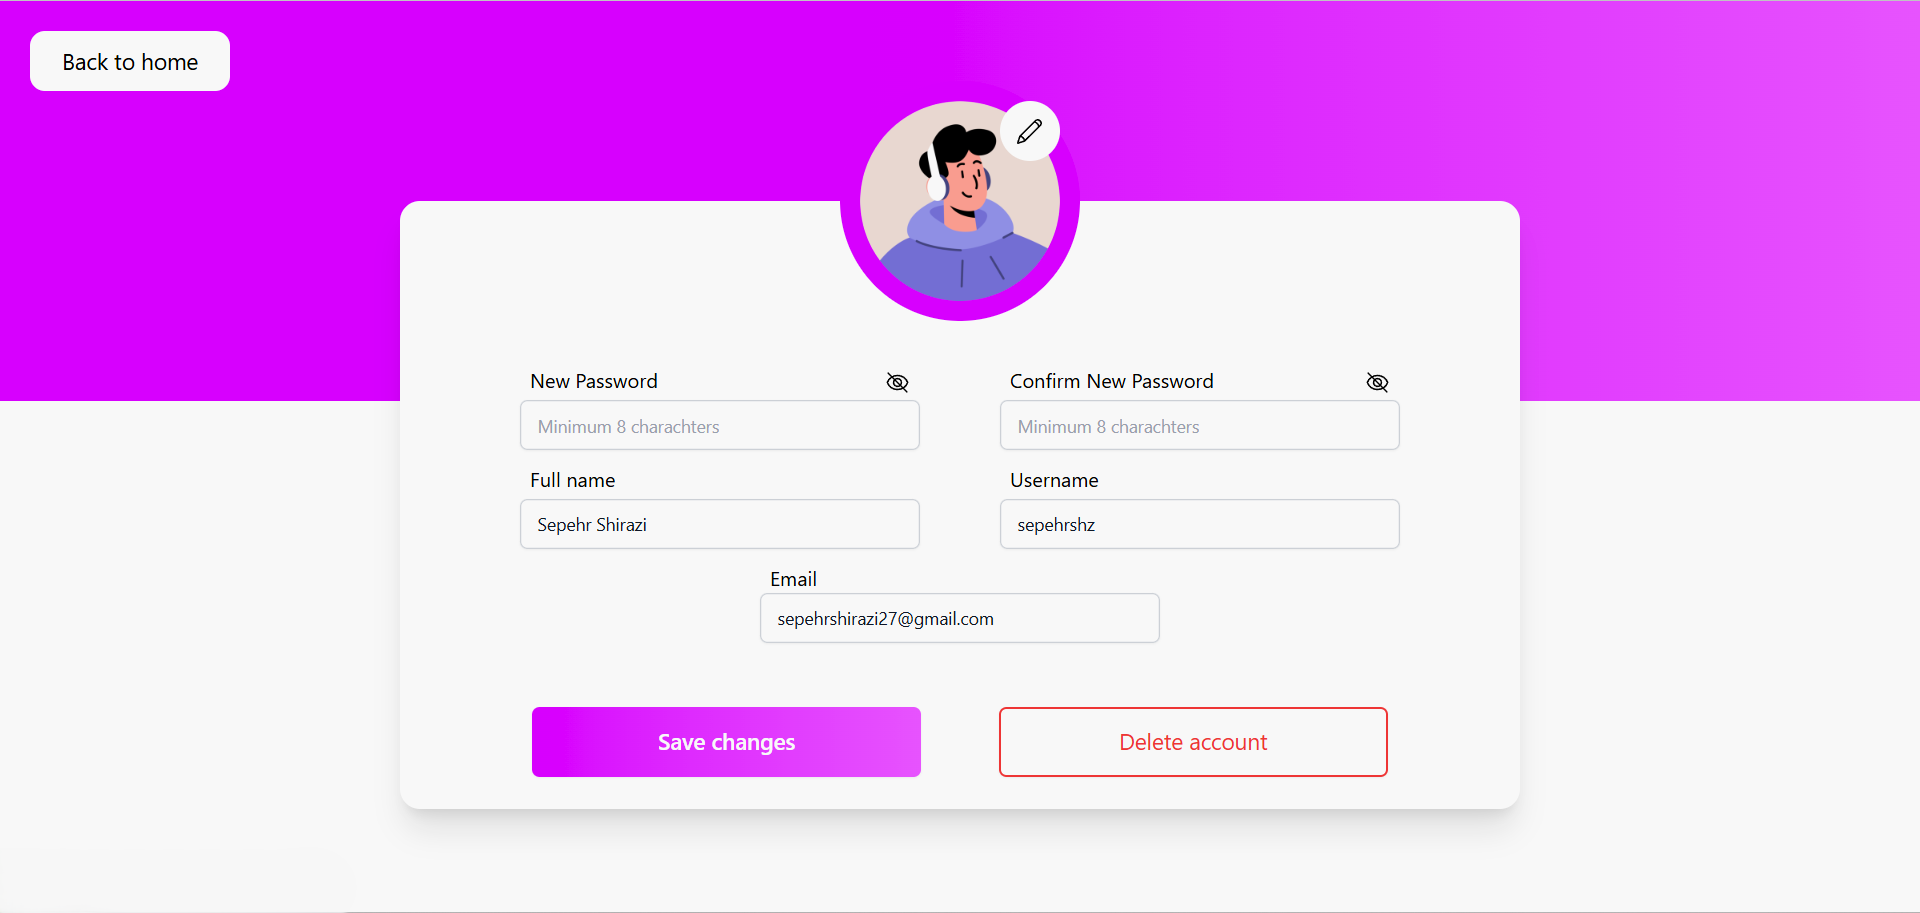 Back to home
New Password
Confirm New Password
Minimum 8 charachters
Minimum 8 charachters
Full name
Username
Sepehr Shirazi
sepehrshz
Email
sepehrshirazi27@gmail.com
Save changes
Delete account